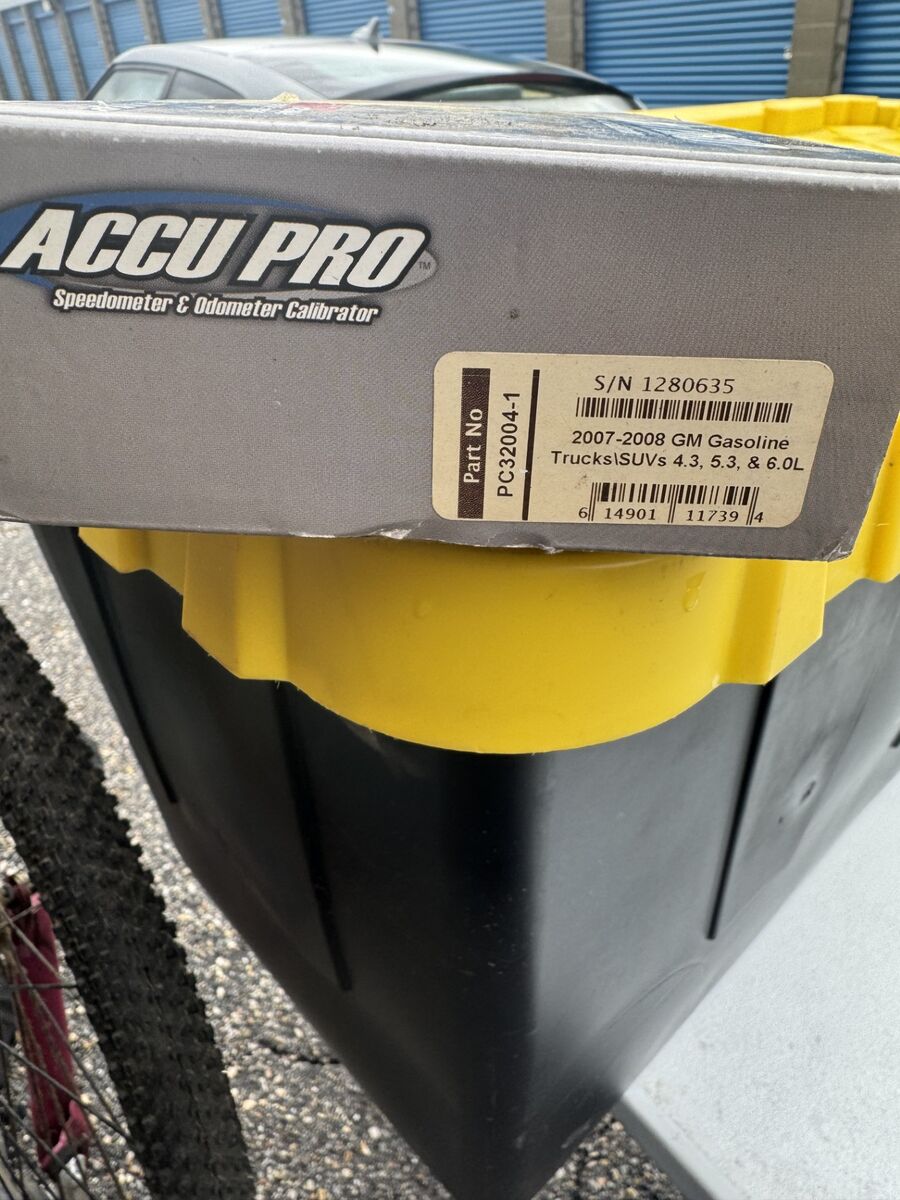 ACCU PRO™
Speedometer & Odometer Calibrator
Part No
PC32004-1
S/N 1280635
2007-2008 GM Gasoline
Trucks\SUVs 4.3, 5.3, & 6.0L
6 14901 11739 4